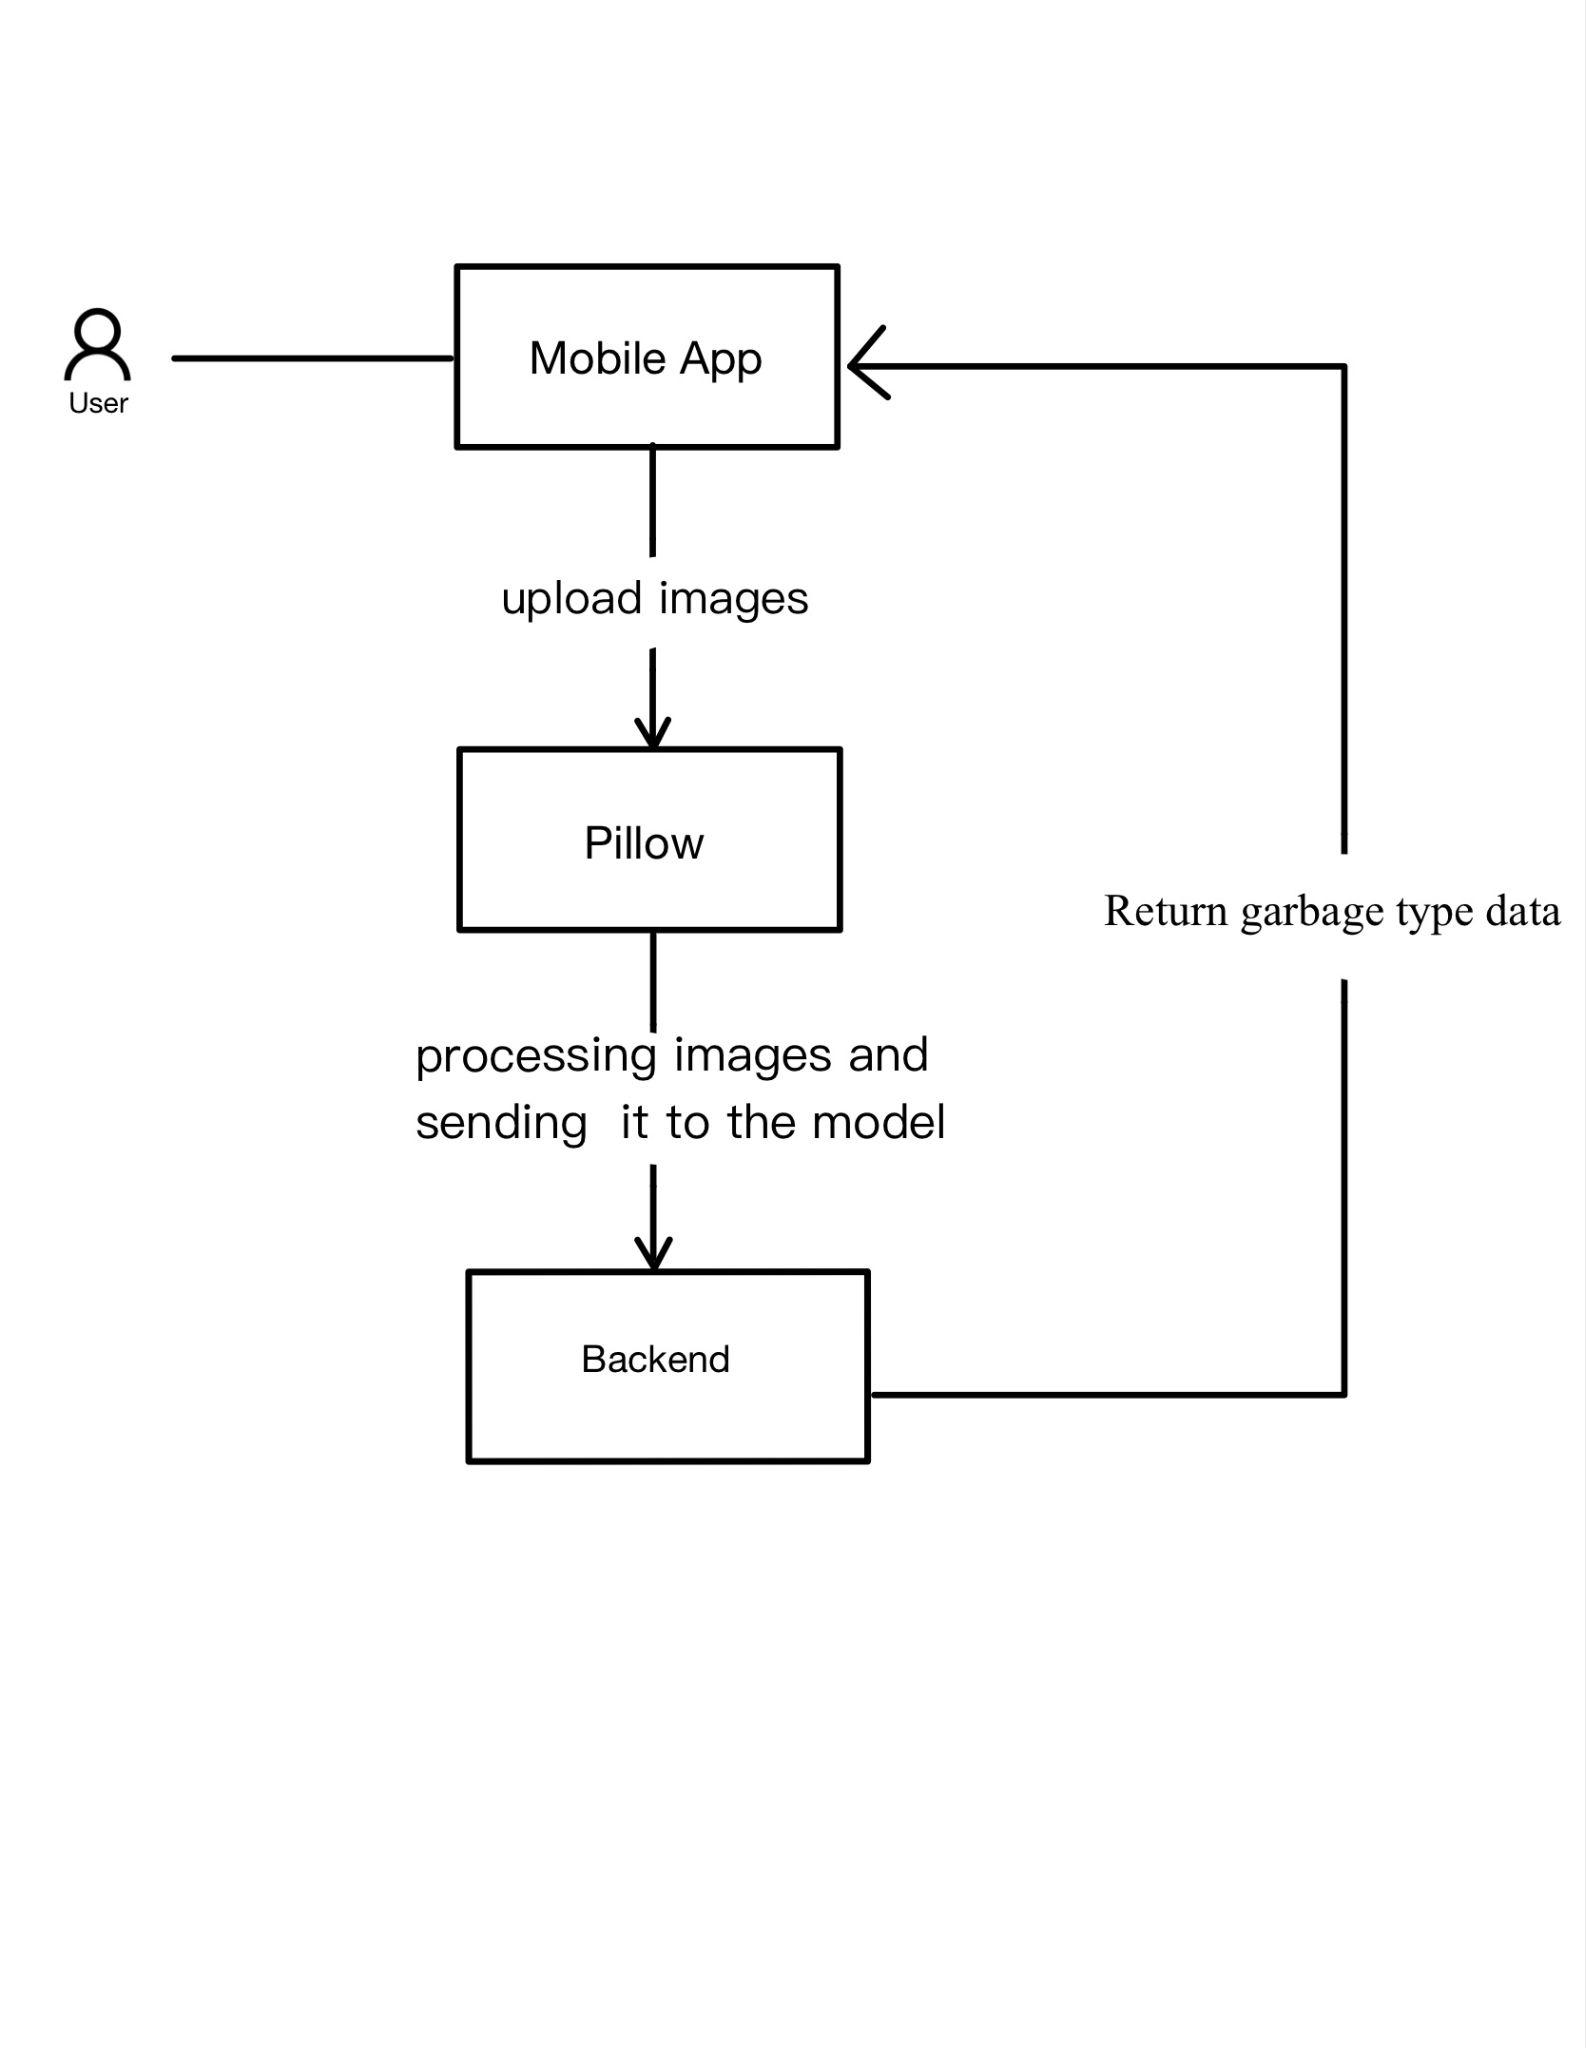 Mobile App
User
upload images
Pillow
Return garbage type data
processing images and
sending  it to the model
Backend